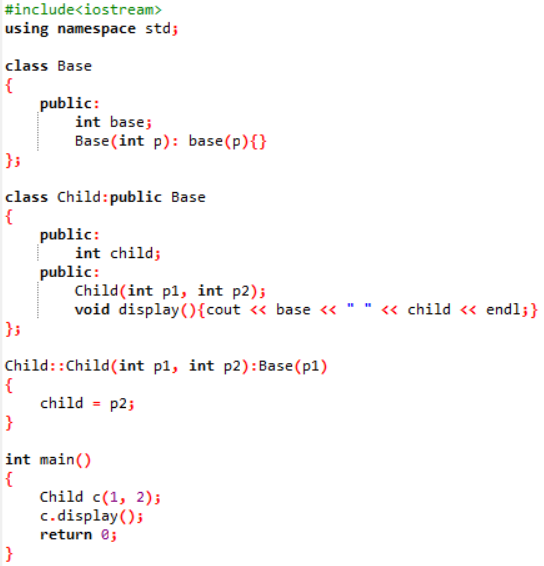 #include<iostream>
using namespace std;

class Base
{
    public:
        int base;
        Base(int p): base(p){}
};

class Child:public Base
{
    public:
        int child;
    public:
        Child(int p1, int p2);
        void display(){cout << base << " " << child << endl;}
};

Child::Child(int p1, int p2):Base(p1)
{
    child = p2;
}

int main()
{
    Child c(1, 2);
    c.display();
    return 0;
}